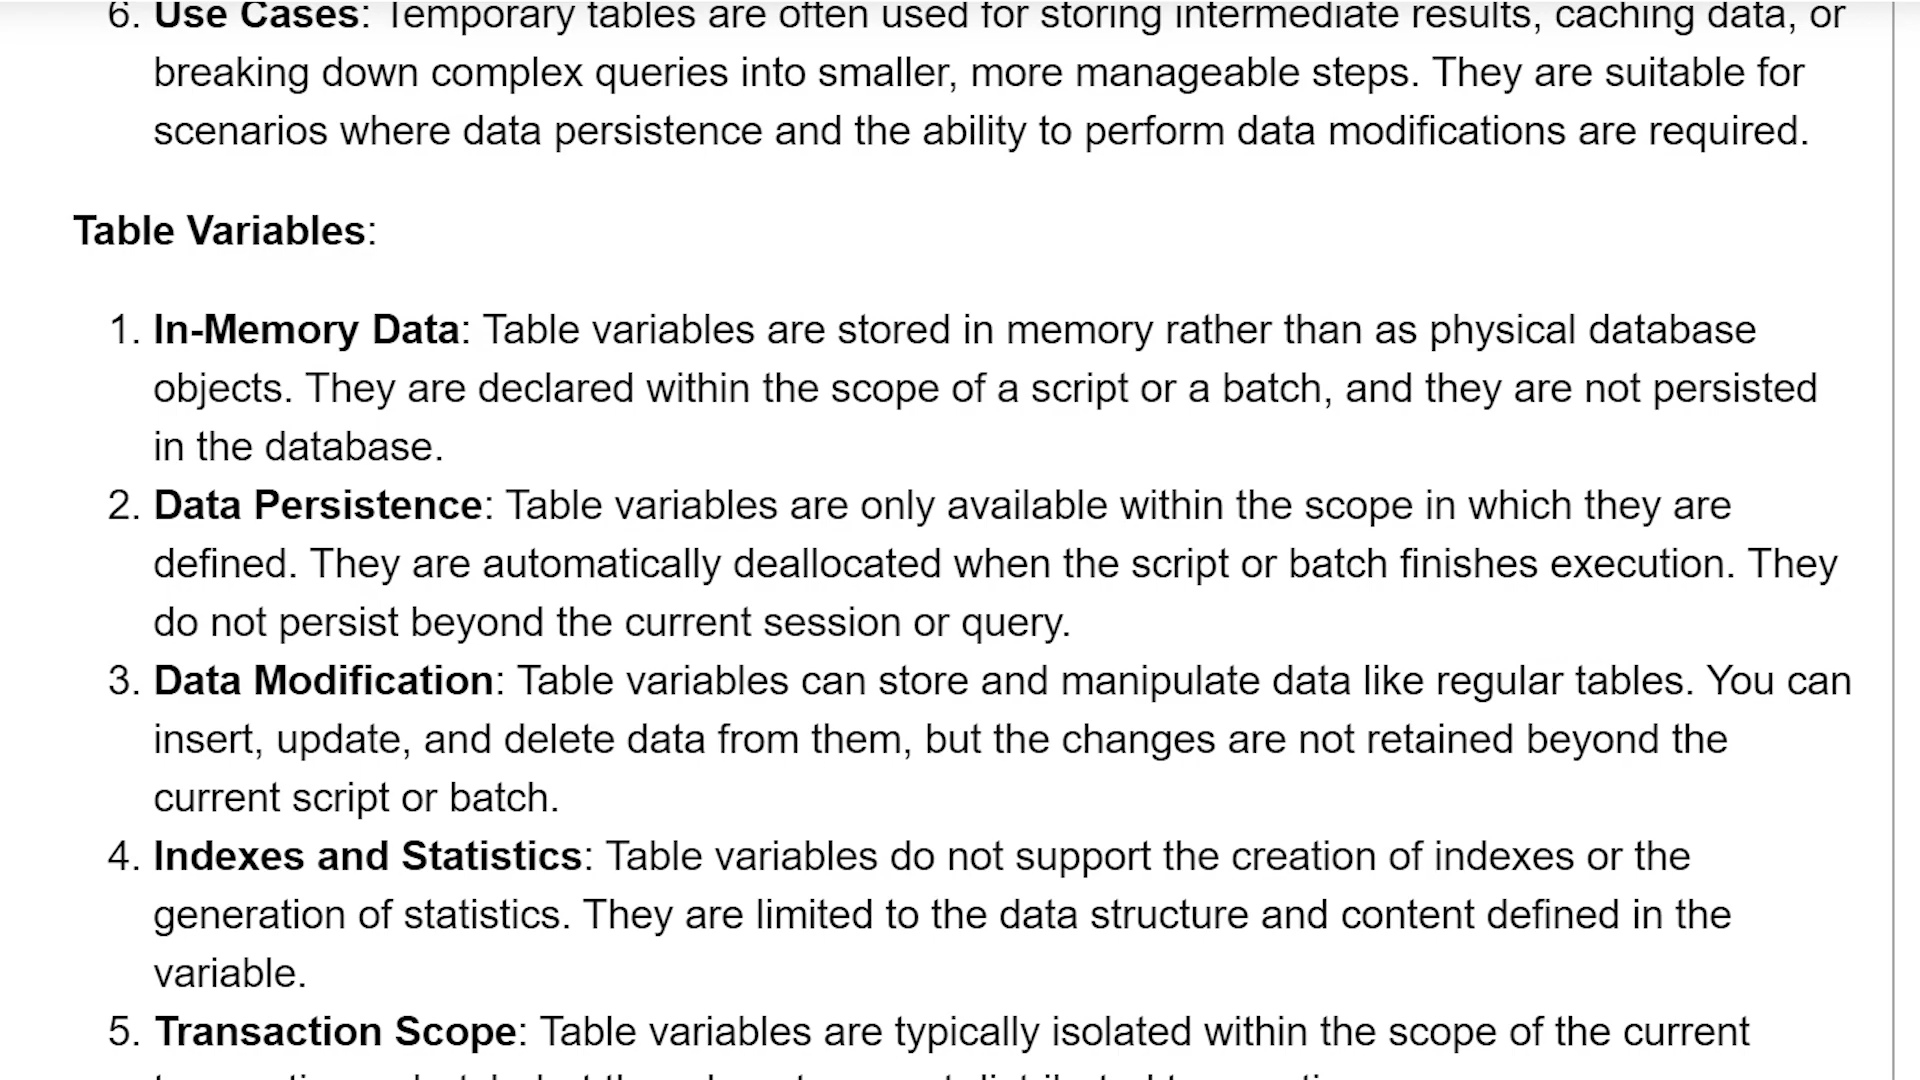 6. Use Cases: Temporary tables are often used for storing intermediate results, caching data, or
breaking down complex queries into smaller, more manageable steps. They are suitable for
scenarios where data persistence and the ability to perform data modifications are required.
Table Variables:
1. In-Memory Data: Table variables are stored in memory rather than as physical database
objects. They are declared within the scope of a script or a batch, and they are not persisted
in the database.
2. Data Persistence: Table variables are only available within the scope in which they are
defined. They are automatically deallocated when the script or batch finishes execution. They
do not persist beyond the current session or query.
3. Data Modification: Table variables can store and manipulate data like regular tables. You can
insert, update, and delete data from them, but the changes are not retained beyond the
current script or batch.
4. Indexes and Statistics: Table variables do not support the creation of indexes or the
generation of statistics. They are limited to the data structure and content defined in the
variable.
5. Transaction Scope: Table variables are typically isolated within the scope of the current